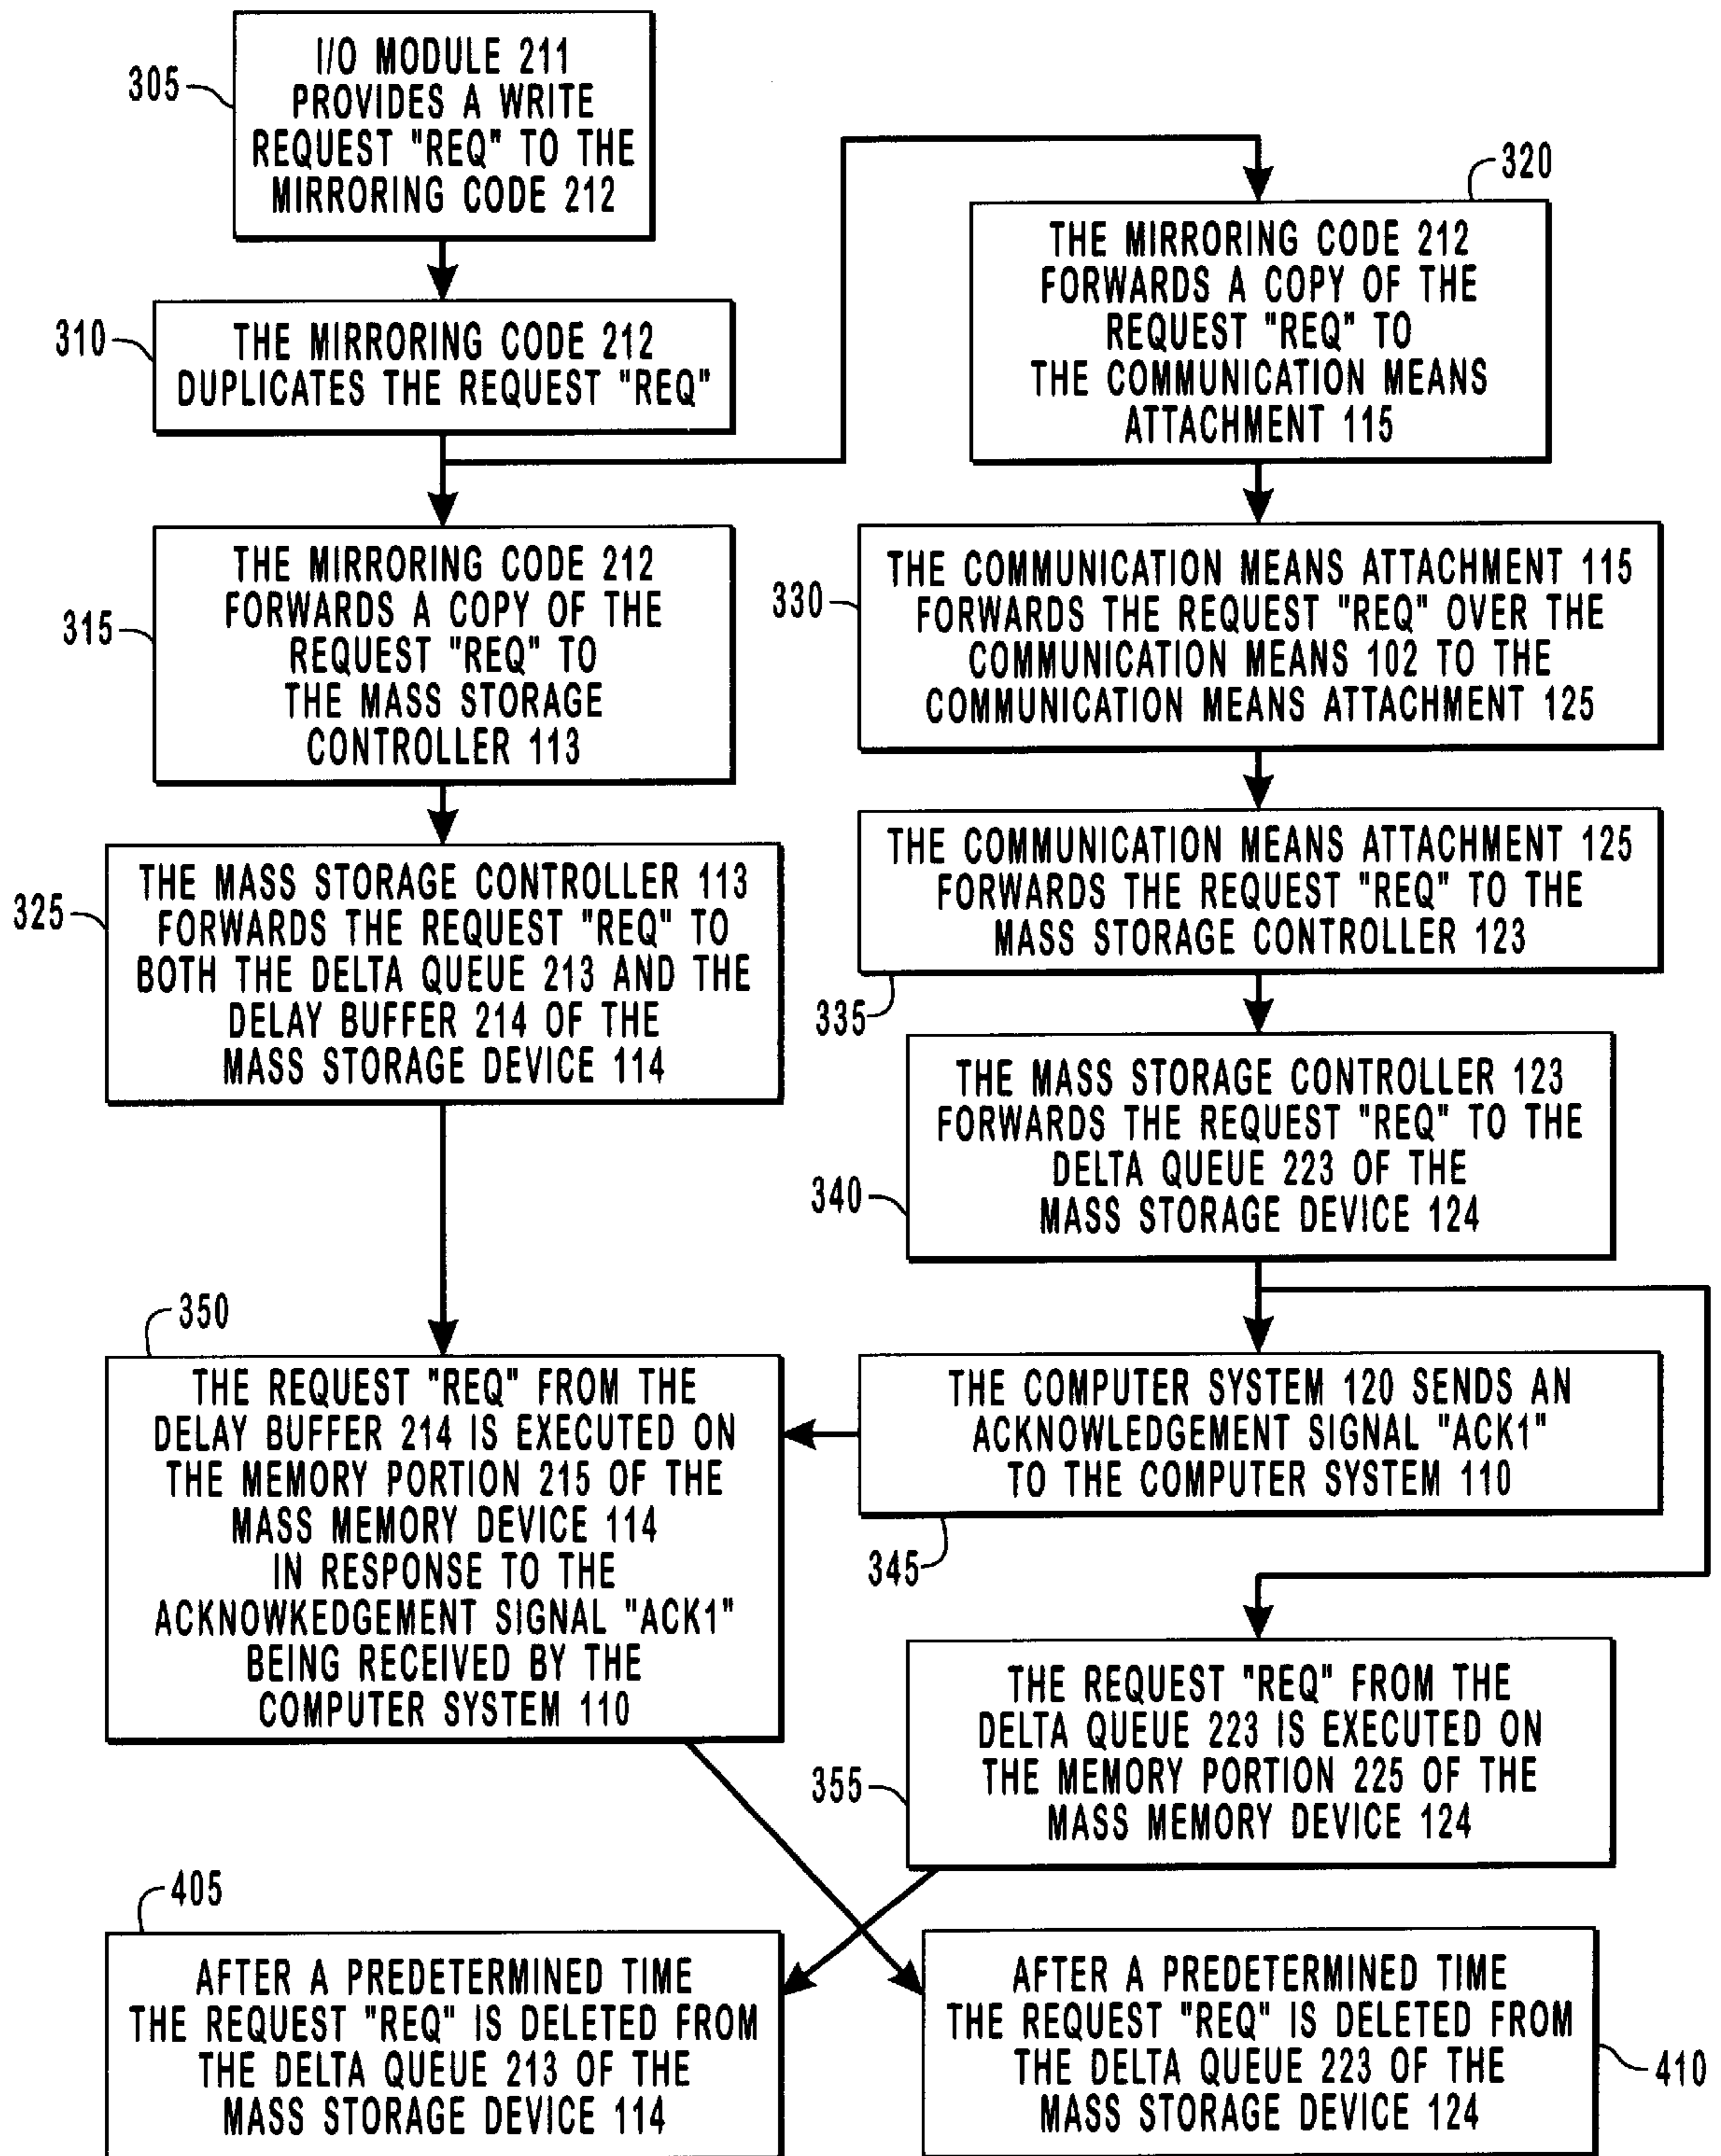 305
I/O MODULE 211
PROVIDES A WRITE
REQUEST "REQ" TO THE
MIRRORING CODE 212
310
THE MIRRORING CODE 212
DUPLICATES THE REQUEST "REQ"
320
THE MIRRORING CODE 212
FORWARDS A COPY OF THE
REQUEST "REQ" TO
THE COMMUNICATION MEANS
ATTACHMENT 115
315
THE MIRRORING CODE 212
FORWARDS A COPY OF THE
REQUEST "REQ" TO
THE MASS STORAGE
CONTROLLER 113
330
THE COMMUNICATION MEANS ATTACHMENT 115
FORWARDS THE REQUEST "REQ" OVER THE
COMMUNICATION MEANS 102 TO THE
COMMUNICATION MEANS ATTACHMENT 125
325
THE MASS STORAGE CONTROLLER 113
FORWARDS THE REQUEST "REQ" TO
BOTH THE DELTA QUEUE 213 AND THE
DELAY BUFFER 214 OF THE
MASS STORAGE DEVICE 114
THE COMMUNICATION MEANS ATTACHMENT 125
FORWARDS THE REQUEST "REQ" TO THE
MASS STORAGE CONTROLLER 123
335
THE MASS STORAGE CONTROLLER 123
FORWARDS THE REQUEST "REQ" TO THE
DELTA QUEUE 223 OF THE
MASS STORAGE DEVICE 124
340
350
THE REQUEST "REQ" FROM THE
DELAY BUFFER 214 IS EXECUTED ON
THE MEMORY PORTION 215 OF THE
MASS MEMORY DEVICE 114
IN RESPONSE TO THE
ACKNOWKEDGEMENT SIGNAL "ACK1"
BEING RECEIVED BY THE
COMPUTER SYSTEM 110
THE COMPUTER SYSTEM 120 SENDS AN
ACKNOWLEDGEMENT SIGNAL "ACK1"
TO THE COMPUTER SYSTEM 110
345
355
THE REQUEST "REQ" FROM THE
DELTA QUEUE 223 IS EXECUTED ON
THE MEMORY PORTION 225 OF THE
MASS MEMORY DEVICE 124
405
AFTER A PREDETERMINED TIME
THE REQUEST "REQ" IS DELETED FROM
THE DELTA QUEUE 213 OF THE
MASS STORAGE DEVICE 114
AFTER A PREDETERMINED TIME
THE REQUEST "REQ" IS DELETED FROM
THE DELTA QUEUE 223 OF THE
MASS STORAGE DEVICE 124
410